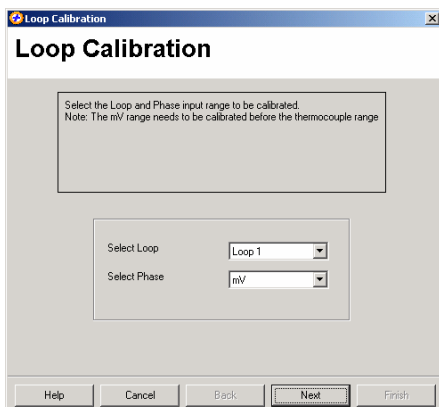 Loop Calibration
Loop Calibration
Select the Loop and Phase input range to be calibrated.
Note: The mV range needs to be calibrated before the thermocouple range
Select Loop
Loop 1
Select Phase
mV
Help
Cancel
Back
Next
Finish